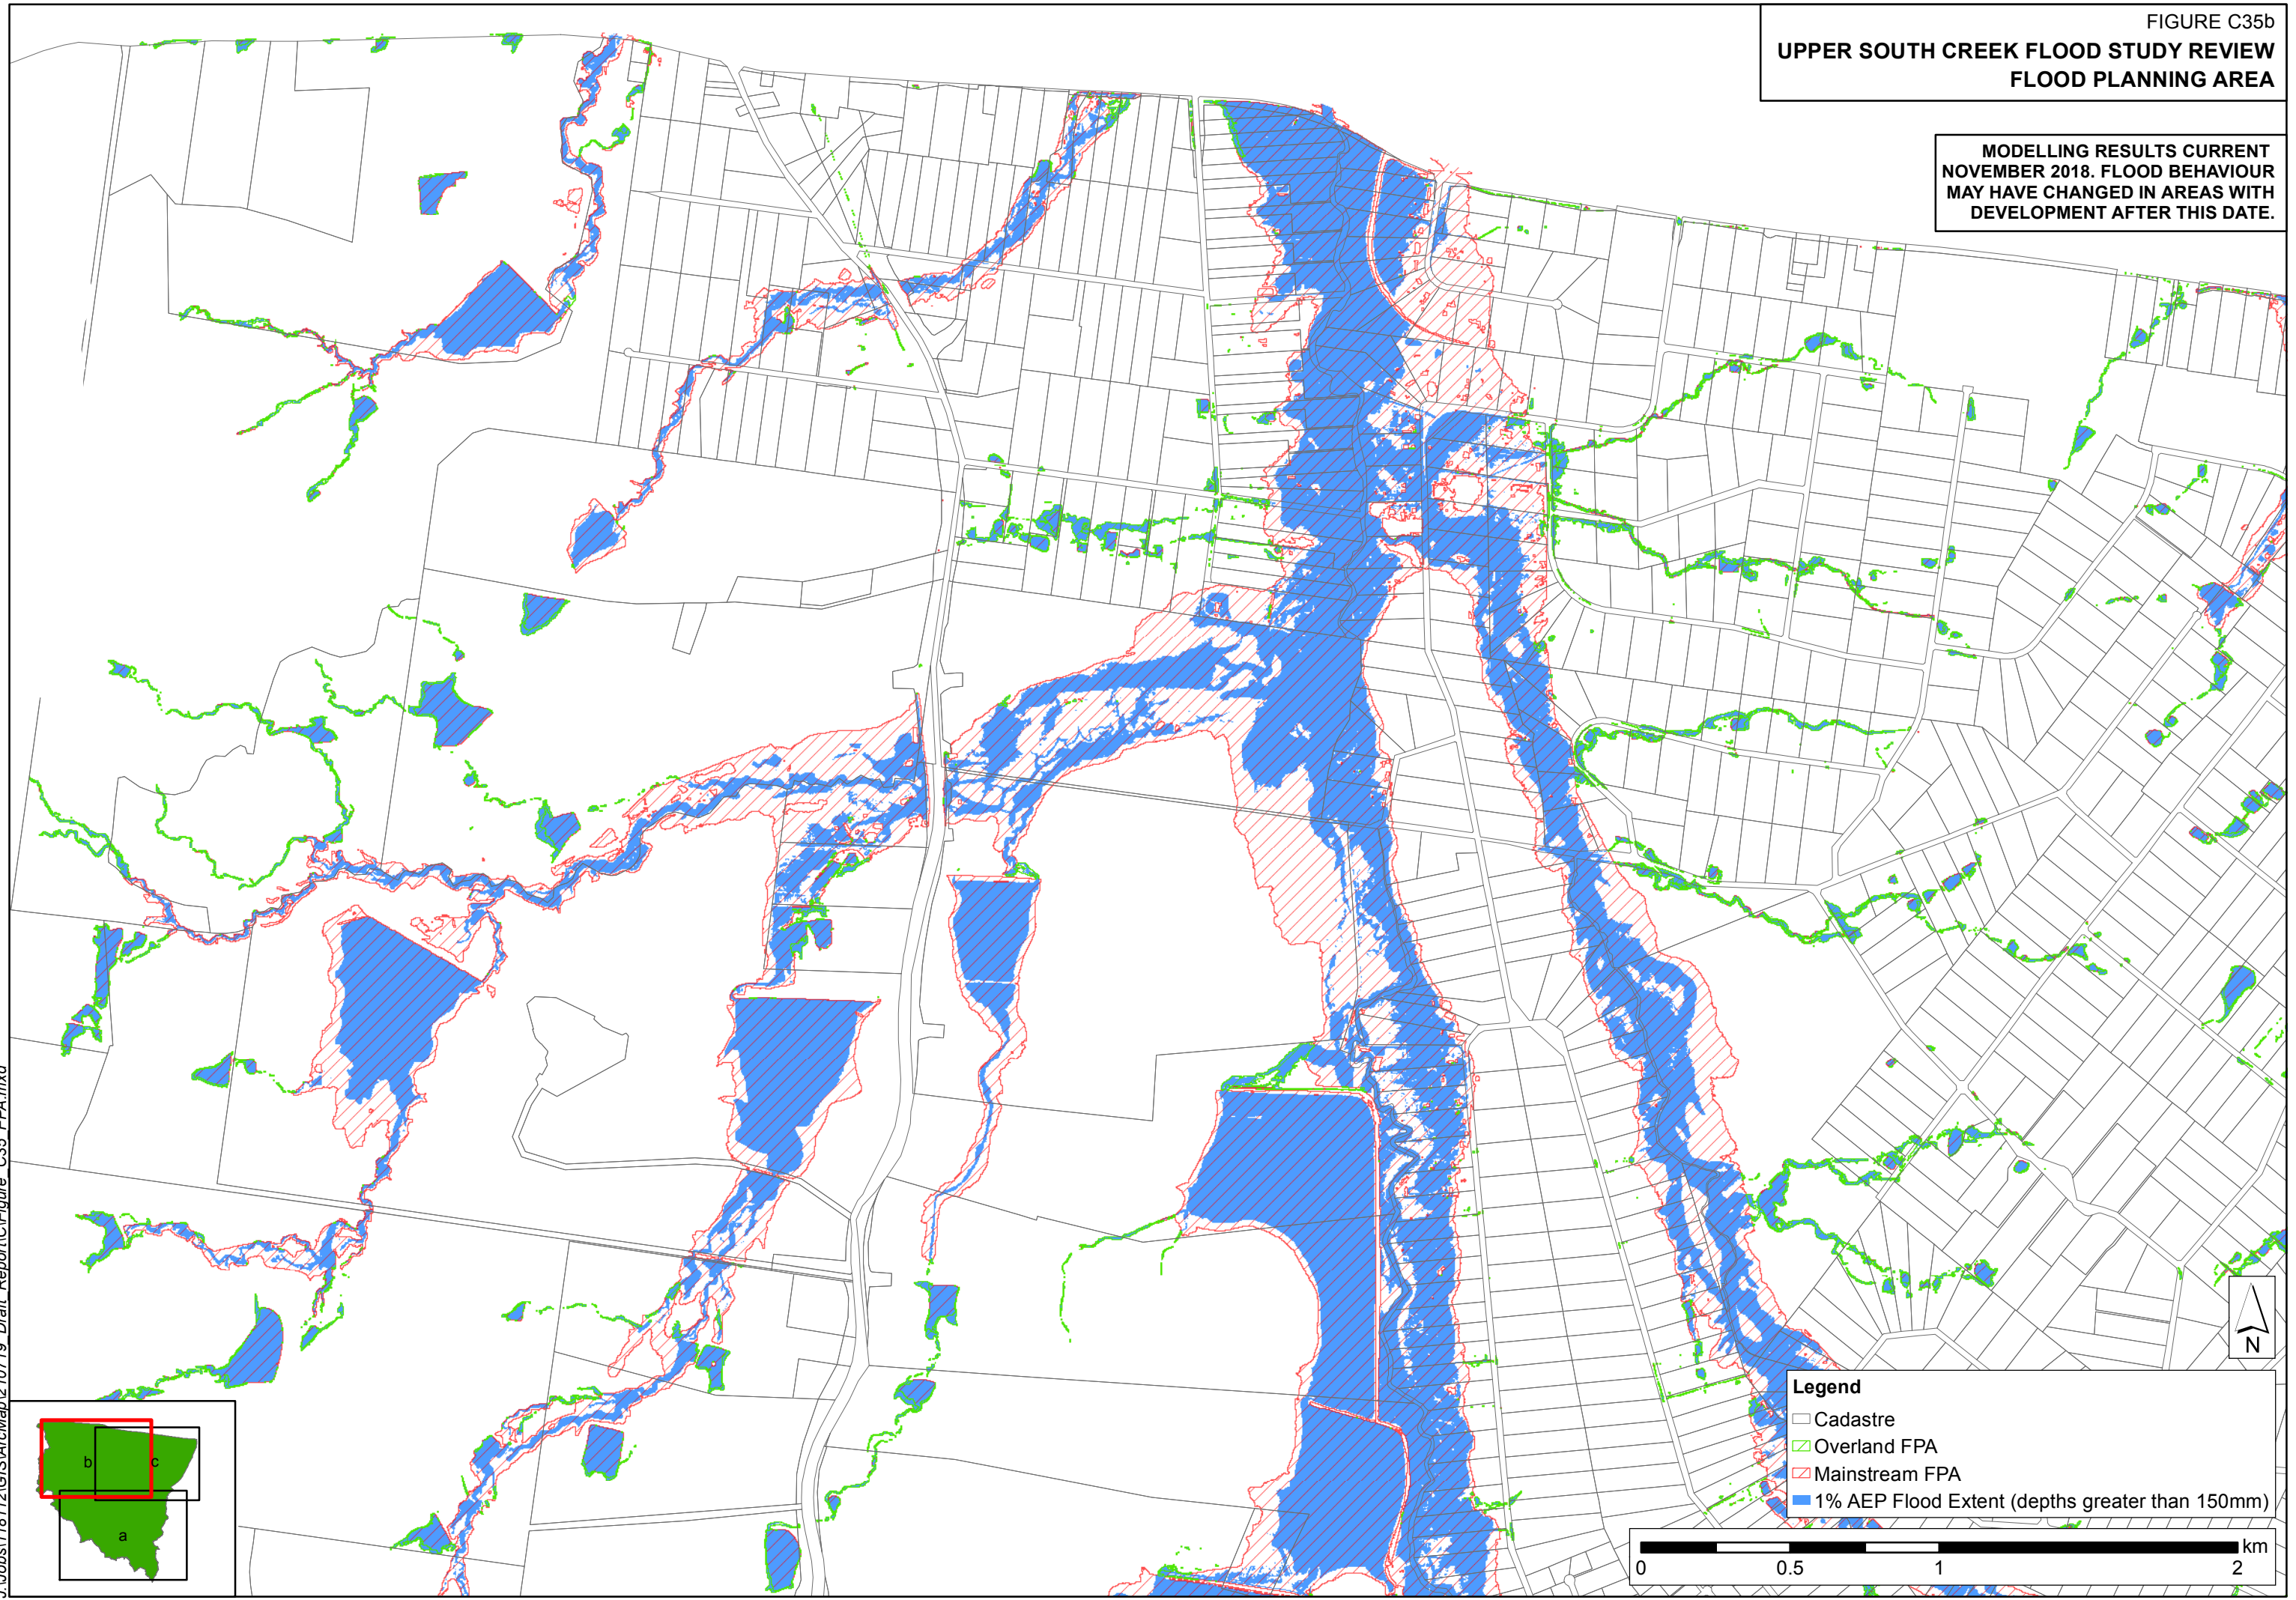 FIGURE C35b
UPPER SOUTH CREEK FLOOD STUDY REVIEW
FLOOD PLANNING AREA
MODELLING RESULTS CURRENT
NOVEMBER 2018. FLOOD BEHAVIOUR
MAY HAVE CHANGED IN AREAS WITH
DEVELOPMENT AFTER THIS DATE.
N
Legend
Cadastre
Overland FPA
Mainstream FPA
1% AEP Flood Extent (depths greater than 150mm)
km
0 0.5 1 2
b
c
a